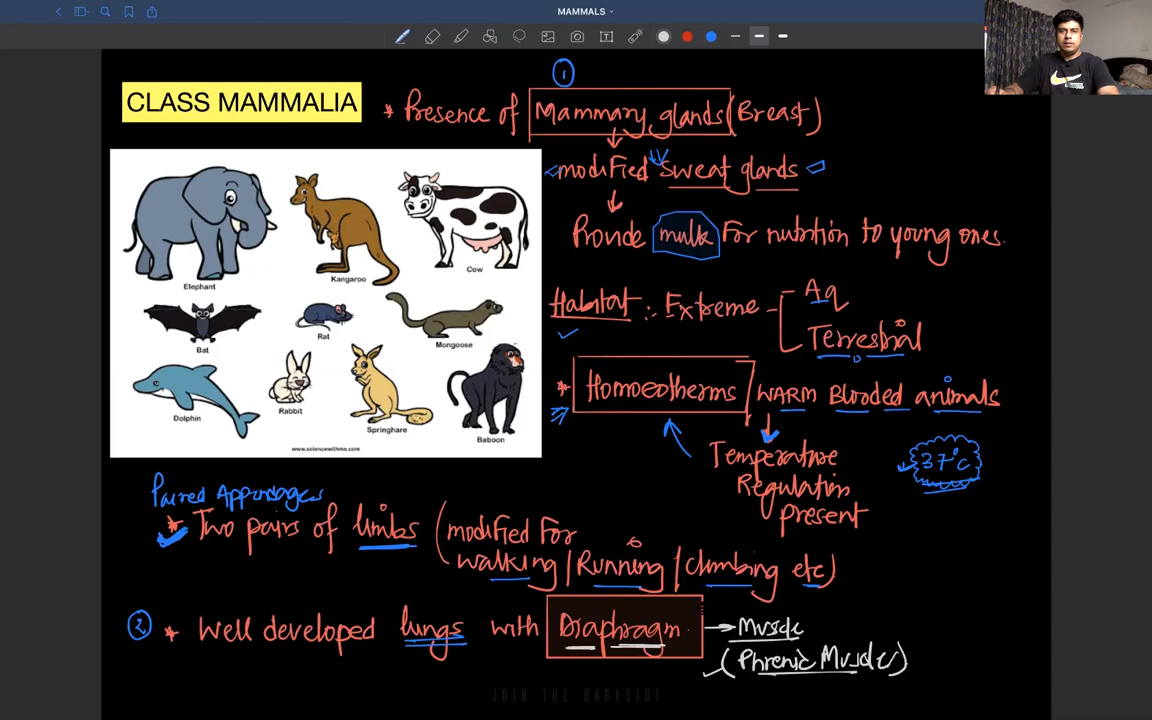 MAMMALS
1
CLASS MAMMALIA
* Presence of Mammary glands (Breast)
modified sweat glands
Provide milk For nutrition to young ones.
Habitat :- Extreme - Aq
Terrestrial
* Homoeotherms / WARM Blooded animals
Temperature
Regulation
present
37°c
Elephant
Kangaroo
Cow
Bat
Rat
Mongoose
Dolphin
Rabbit
Springhare
Baboon
www.sciencewithme.com
Paired Appendages
* Two pairs of limbs (modified For
walking / Running / Climbing etc)
2 * Well developed lungs with Diaphragm → Muscle
(Phrenic Muscles)
JOIN THE DARKSIDE